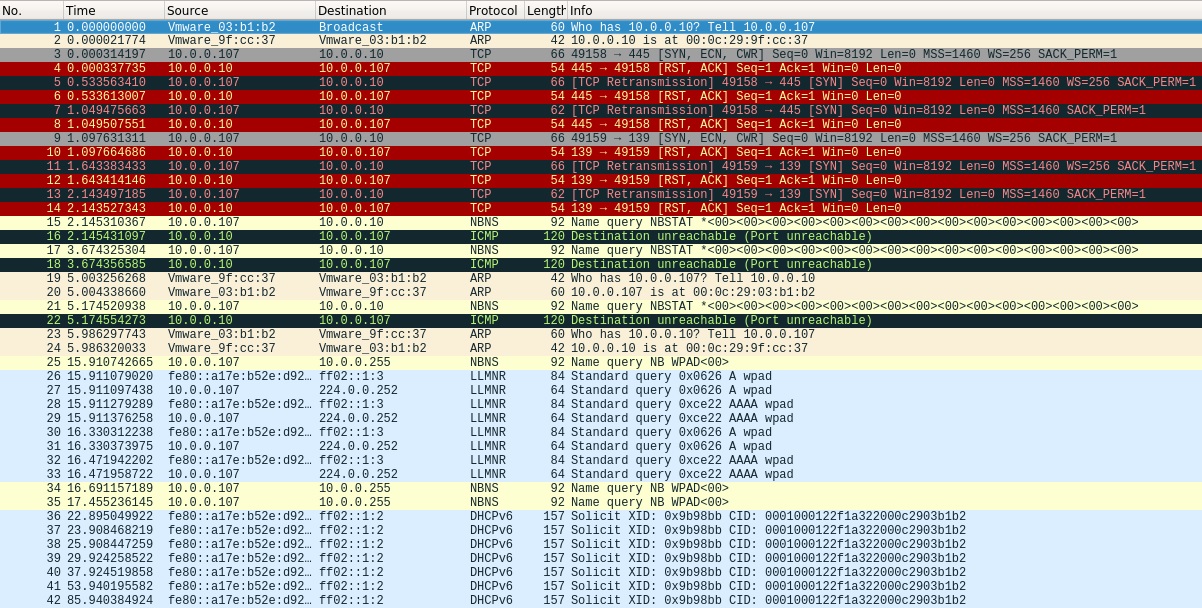 No. Time Source Destination Protocol Length Info
1 0.000000000 Vmware_03:b1:b2 Broadcast ARP 60 Who has 10.0.0.10? Tell 10.0.0.107
2 0.000021774 Vmware_9f:cc:37 Vmware_03:b1:b2 ARP 42 10.0.0.10 is at 00:0c:29:9f:cc:37
3 0.000314197 10.0.0.107 10.0.0.10 TCP 66 49158 → 445 [SYN, ECN, CWR] Seq=0 Win=8192 Len=0 MSS=1460 WS=256 SACK_PERM=1
4 0.000337735 10.0.0.10 10.0.0.107 TCP 54 445 → 49158 [RST, ACK] Seq=1 Ack=1 Win=0 Len=0
5 0.533563410 10.0.0.107 10.0.0.10 TCP 66 [TCP Retransmission] 49158 → 445 [SYN] Seq=0 Win=8192 Len=0 MSS=1460 WS=256 SACK_PERM=1
6 0.533613007 10.0.0.10 10.0.0.107 TCP 54 445 → 49158 [RST, ACK] Seq=1 Ack=1 Win=0 Len=0
7 1.049475663 10.0.0.107 10.0.0.10 TCP 62 [TCP Retransmission] 49158 → 445 [SYN] Seq=0 Win=8192 Len=0 MSS=1460 SACK_PERM=1
8 1.049507551 10.0.0.10 10.0.0.107 TCP 54 445 → 49158 [RST, ACK] Seq=1 Ack=1 Win=0 Len=0
9 1.097631311 10.0.0.107 10.0.0.10 TCP 66 49159 → 139 [SYN, ECN, CWR] Seq=0 Win=8192 Len=0 MSS=1460 WS=256 SACK_PERM=1
10 1.097664686 10.0.0.10 10.0.0.107 TCP 54 139 → 49159 [RST, ACK] Seq=1 Ack=1 Win=0 Len=0
11 1.643383433 10.0.0.107 10.0.0.10 TCP 66 [TCP Retransmission] 49159 → 139 [SYN] Seq=0 Win=8192 Len=0 MSS=1460 WS=256 SACK_PERM=1
12 1.643414146 10.0.0.10 10.0.0.107 TCP 54 139 → 49159 [RST, ACK] Seq=1 Ack=1 Win=0 Len=0
13 2.143497185 10.0.0.107 10.0.0.10 TCP 62 [TCP Retransmission] 49159 → 139 [SYN] Seq=0 Win=8192 Len=0 MSS=1460 SACK_PERM=1
14 2.143527343 10.0.0.10 10.0.0.107 TCP 54 139 → 49159 [RST, ACK] Seq=1 Ack=1 Win=0 Len=0
15 2.145310367 10.0.0.107 10.0.0.10 NBNS 92 Name query NBSTAT *<00><00><00><00><00><00><00><00><00><00><00><00><00><00><00>
16 2.145431097 10.0.0.10 10.0.0.107 ICMP 120 Destination unreachable (Port unreachable)
17 3.674325304 10.0.0.107 10.0.0.10 NBNS 92 Name query NBSTAT *<00><00><00><00><00><00><00><00><00><00><00><00><00><00><00>
18 3.674356585 10.0.0.10 10.0.0.107 ICMP 120 Destination unreachable (Port unreachable)
19 5.003256268 Vmware_9f:cc:37 Vmware_03:b1:b2 ARP 42 Who has 10.0.0.107? Tell 10.0.0.10
20 5.004338660 Vmware_03:b1:b2 Vmware_9f:cc:37 ARP 60 10.0.0.107 is at 00:0c:29:03:b1:b2
21 5.174520938 10.0.0.107 10.0.0.10 NBNS 92 Name query NBSTAT *<00><00><00><00><00><00><00><00><00><00><00><00><00><00><00>
22 5.174554273 10.0.0.10 10.0.0.107 ICMP 120 Destination unreachable (Port unreachable)
23 5.986297743 Vmware_03:b1:b2 Vmware_9f:cc:37 ARP 60 Who has 10.0.0.10? Tell 10.0.0.107
24 5.986320033 Vmware_9f:cc:37 Vmware_03:b1:b2 ARP 42 10.0.0.10 is at 00:0c:29:9f:cc:37
25 15.910742665 10.0.0.107 10.0.0.255 NBNS 92 Name query NB WPAD<00>
26 15.911079020 fe80::a17e:b52e:d92… ff02::1:3 LLMNR 84 Standard query 0x0626 A wpad
27 15.911097438 10.0.0.107 224.0.0.252 LLMNR 64 Standard query 0x0626 A wpad
28 15.911279289 fe80::a17e:b52e:d92… ff02::1:3 LLMNR 84 Standard query 0xce22 AAAA wpad
29 15.911376258 10.0.0.107 224.0.0.252 LLMNR 64 Standard query 0xce22 AAAA wpad
30 16.330312238 fe80::a17e:b52e:d92… ff02::1:3 LLMNR 84 Standard query 0x0626 A wpad
31 16.330373975 10.0.0.107 224.0.0.252 LLMNR 64 Standard query 0x0626 A wpad
32 16.471942202 fe80::a17e:b52e:d92… ff02::1:3 LLMNR 84 Standard query 0xce22 AAAA wpad
33 16.471958722 10.0.0.107 224.0.0.252 LLMNR 64 Standard query 0xce22 AAAA wpad
34 16.691157189 10.0.0.107 10.0.0.255 NBNS 92 Name query NB WPAD<00>
35 17.455236145 10.0.0.107 10.0.0.255 NBNS 92 Name query NB WPAD<00>
36 22.895049922 fe80::a17e:b52e:d92… ff02::1:2 DHCPv6 157 Solicit XID: 0x9b98bb CID: 0001000122f1a322000c2903b1b2
37 23.908468219 fe80::a17e:b52e:d92… ff02::1:2 DHCPv6 157 Solicit XID: 0x9b98bb CID: 0001000122f1a322000c2903b1b2
38 25.908447259 fe80::a17e:b52e:d92… ff02::1:2 DHCPv6 157 Solicit XID: 0x9b98bb CID: 0001000122f1a322000c2903b1b2
39 29.924258522 fe80::a17e:b52e:d92… ff02::1:2 DHCPv6 157 Solicit XID: 0x9b98bb CID: 0001000122f1a322000c2903b1b2
40 37.924519858 fe80::a17e:b52e:d92… ff02::1:2 DHCPv6 157 Solicit XID: 0x9b98bb CID: 0001000122f1a322000c2903b1b2
41 53.940195582 fe80::a17e:b52e:d92… ff02::1:2 DHCPv6 157 Solicit XID: 0x9b98bb CID: 0001000122f1a322000c2903b1b2
42 85.940384924 fe80::a17e:b52e:d92… ff02::1:2 DHCPv6 157 Solicit XID: 0x9b98bb CID: 0001000122f1a322000c2903b1b2